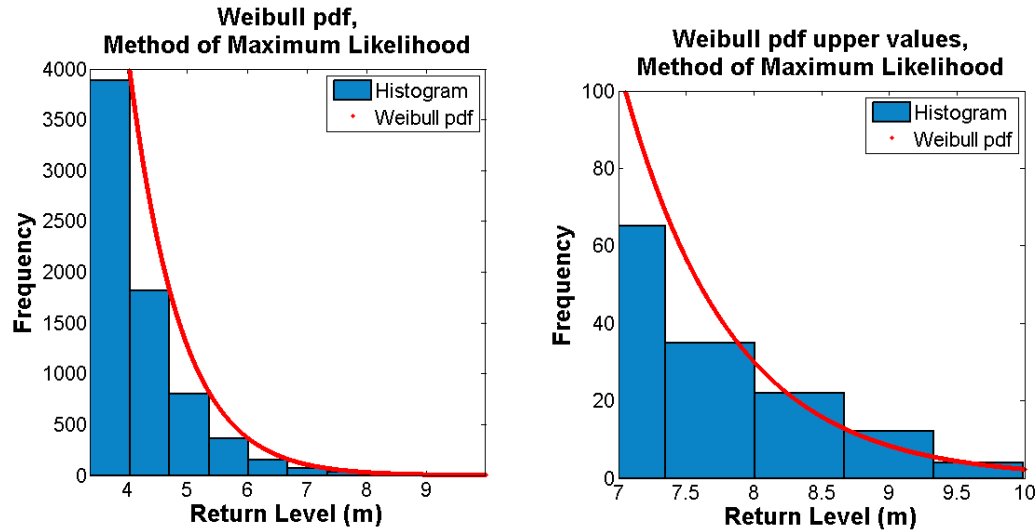 Weibull pdf,
Method of Maximum Likelihood
4000
3500
3000
2500
2000
1500
1000
500
0
Frequency
Histogram
Weibull pdf
4 5 6 7 8 9
Return Level (m)
Weibull pdf upper values,
Method of Maximum Likelihood
100
80
60
40
20
0
Frequency
Histogram
Weibull pdf
7 7.5 8 8.5 9 9.5 10
Return Level (m)